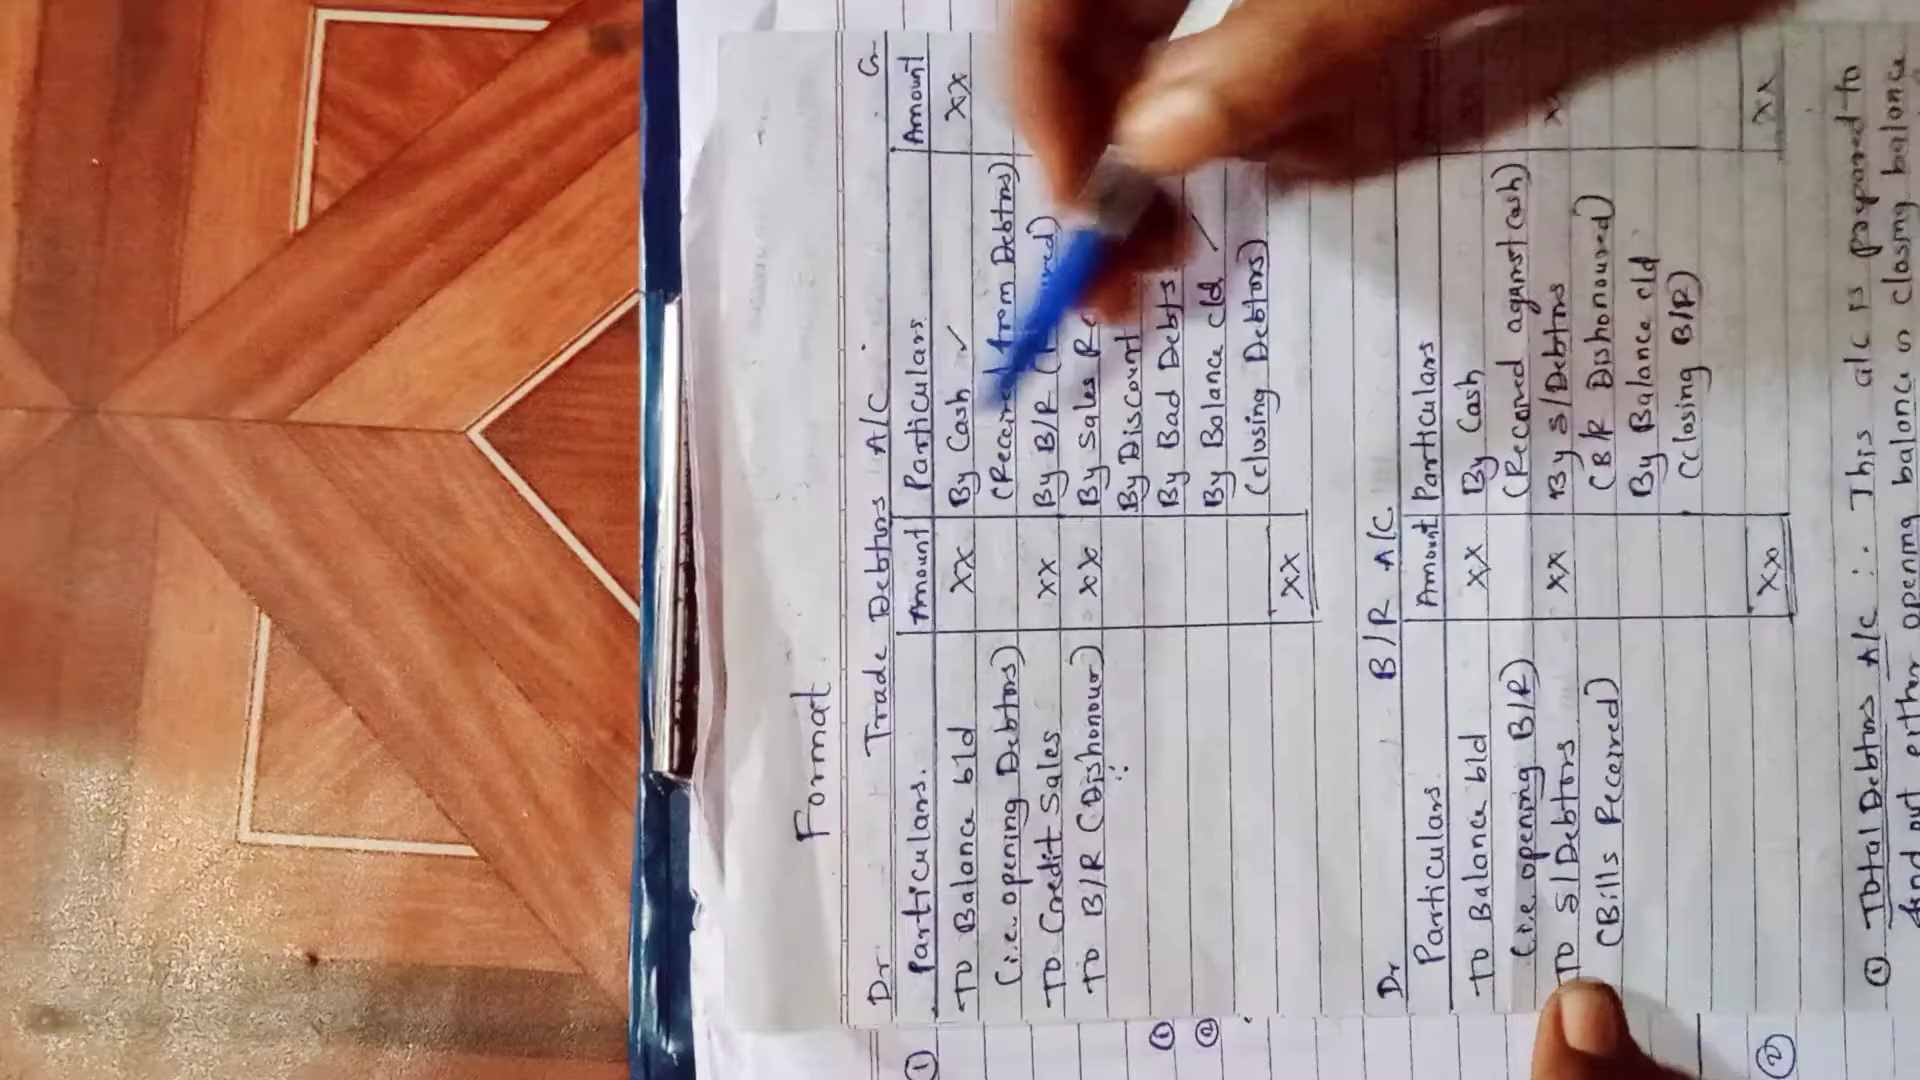 Format
Dr Trade Debtors A/C. Cr
Particulars. Amount Particulars. Amount
① TO Balance b/d XX By Cash ✓ XX
(i.e opening Debtors) from Debtors)
TO Credit Sales XX By B/R
TO B/R (Dishonour) XX By Sales
By Discount
① By Bad Debts.
② By Balance c/d
(closing Debtors)
XX
B/R A/C.
Dr
Particulars Amount Particulars
TO Balance b/d XX By Cash
(i.e opening B/R) (Received against cash)
TO S/Debtors XX By S/Debtors
(Bills Received) (B/R Dishonoured)
By Balance c/d
(closing B/R)
② XX XX
① Total Debtors A/C : This a/c is prepared to
find out either opening balance or closing balance